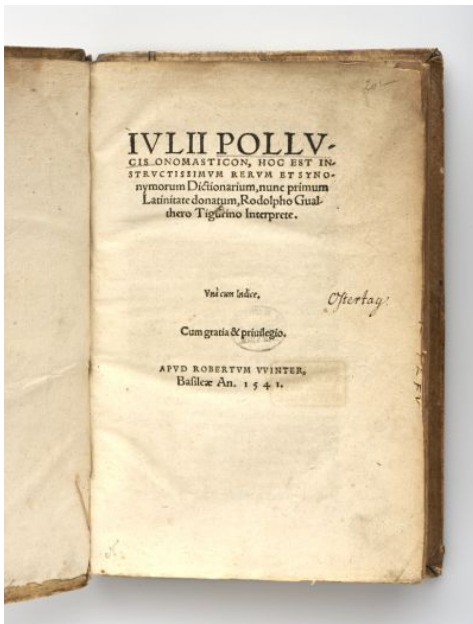 IVLII POLLV-
CIS ONOMASTICON, HOC EST IN-
STRVCTISSIMVM RERVM ET SYNO-
nymorum Dictionarium, nunc primum
Latinitate donatum, Rodolpho Gual-
thero Tigurino Interprete.
Vnà cum Indice.
Ostertag.
Cum gratia & priuilegio.
APVD ROBERTVM VVINTER,
Basileæ An. 1541.